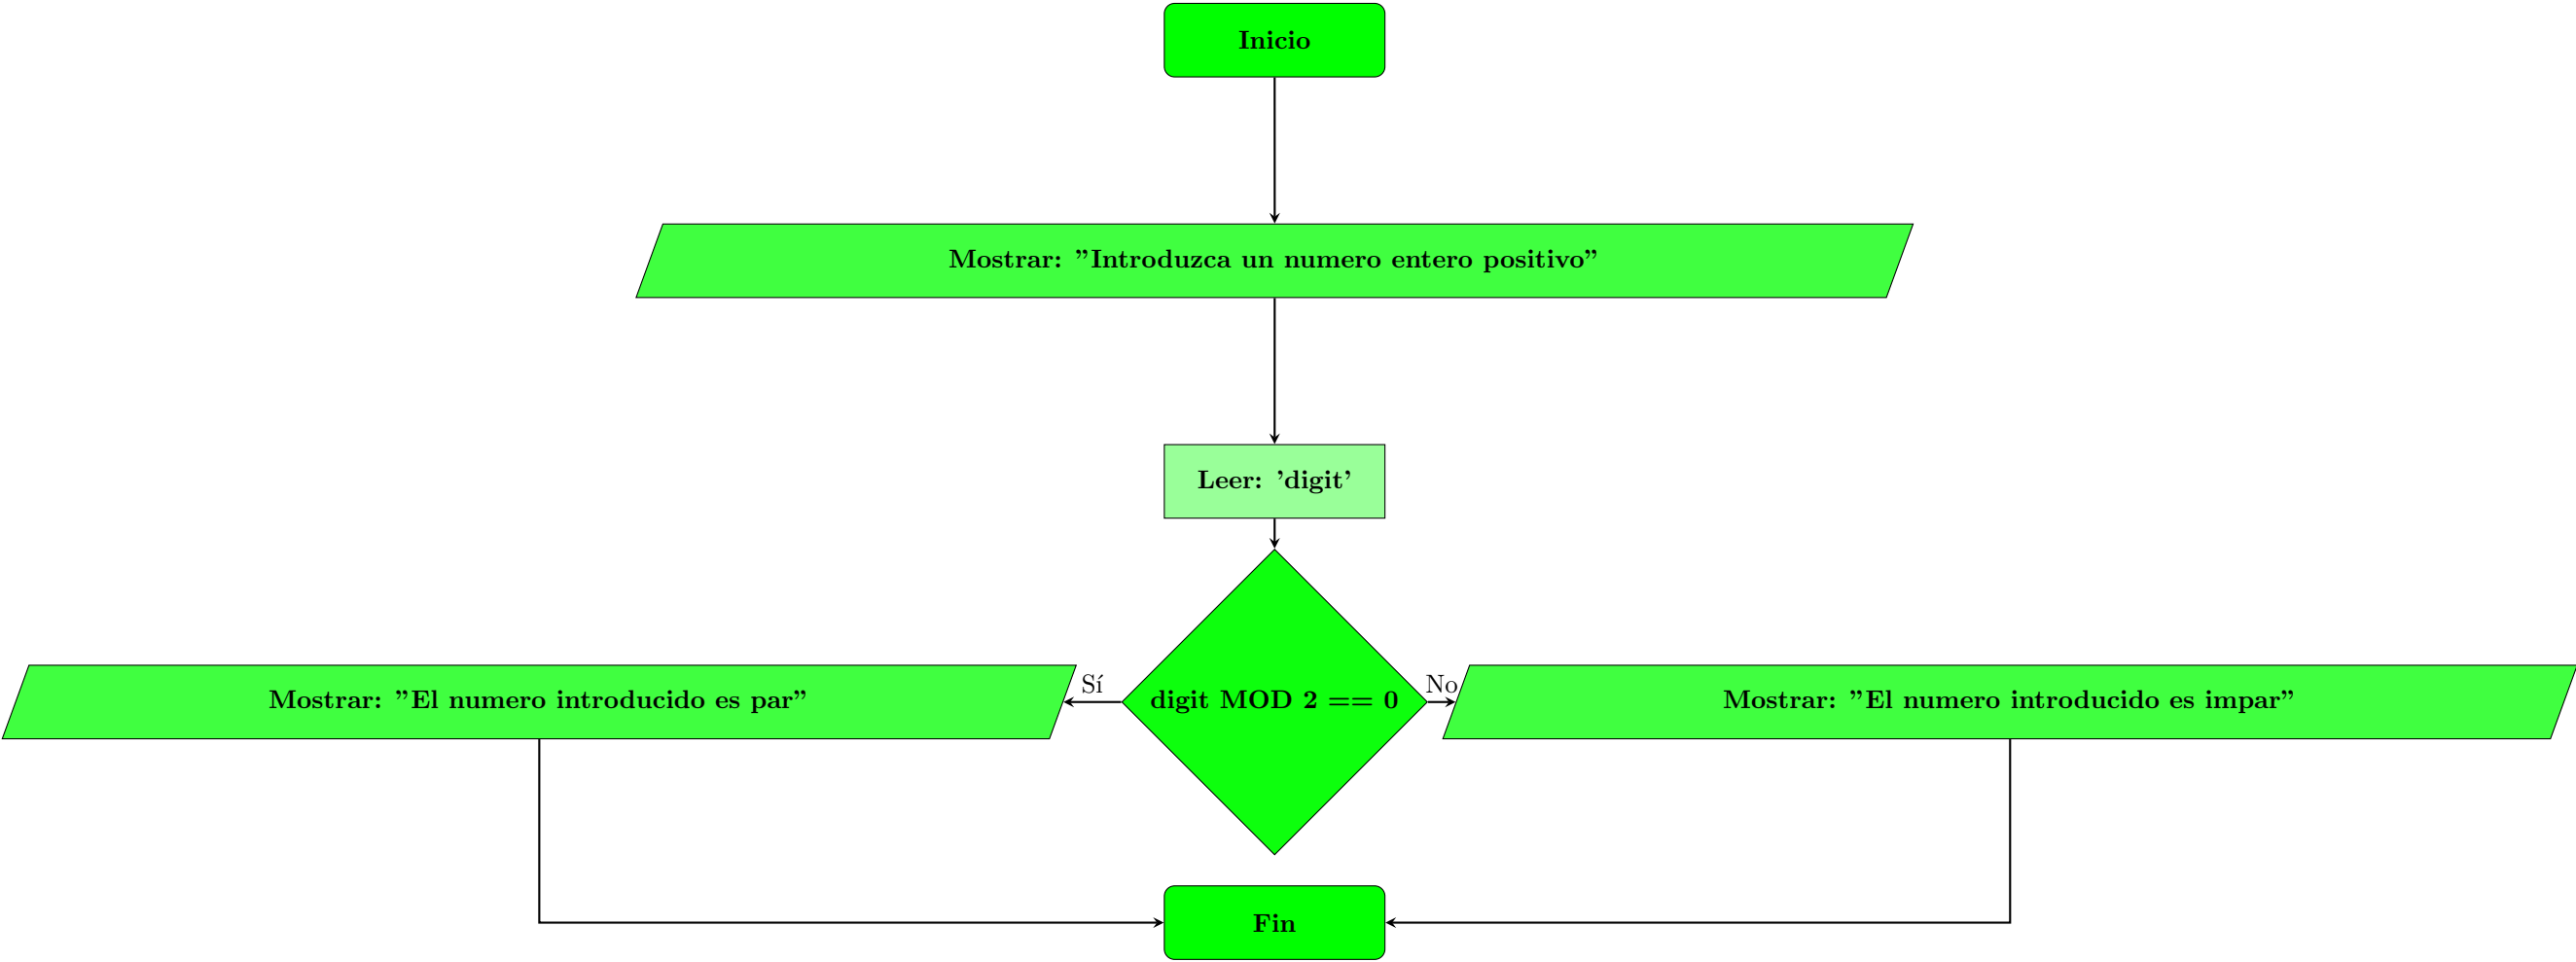 Inicio
Mostrar: ”Introduzca un numero entero positivo”
Leer: ’digit’
Sí
No
Mostrar: ”El numero introducido es par”
digit MOD 2 == 0
Mostrar: ”El numero introducido es impar”
Fin